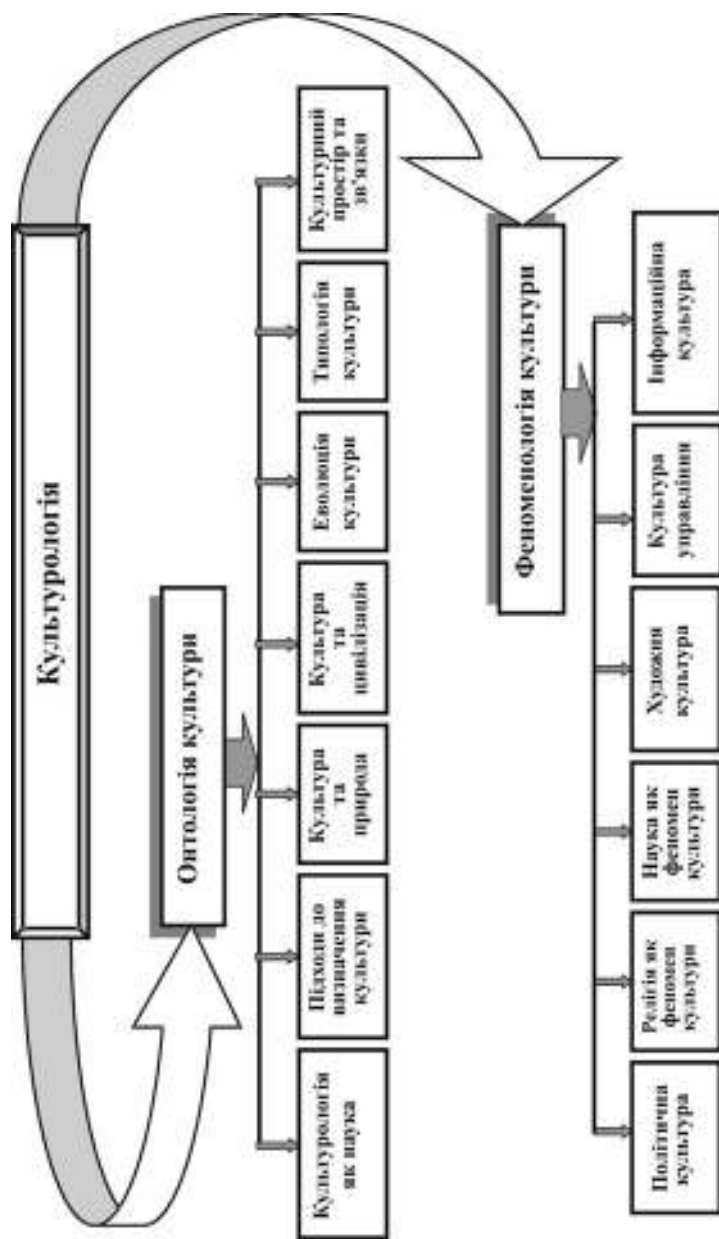 Культурологія
Онтологія культури
Культурологія
як наука
Підходи до
визначення
культури
Культура
та
природа
Культура
та
цивілізація
Еволюція
культури
Типологія
культури
Культурний
простір та
зв'язки
Феноменологія культури
Політична
культура
Релігія як
феномен
культури
Наука як
феномен
культури
Художня
культура
Культура
управління
Інформаційна
культура